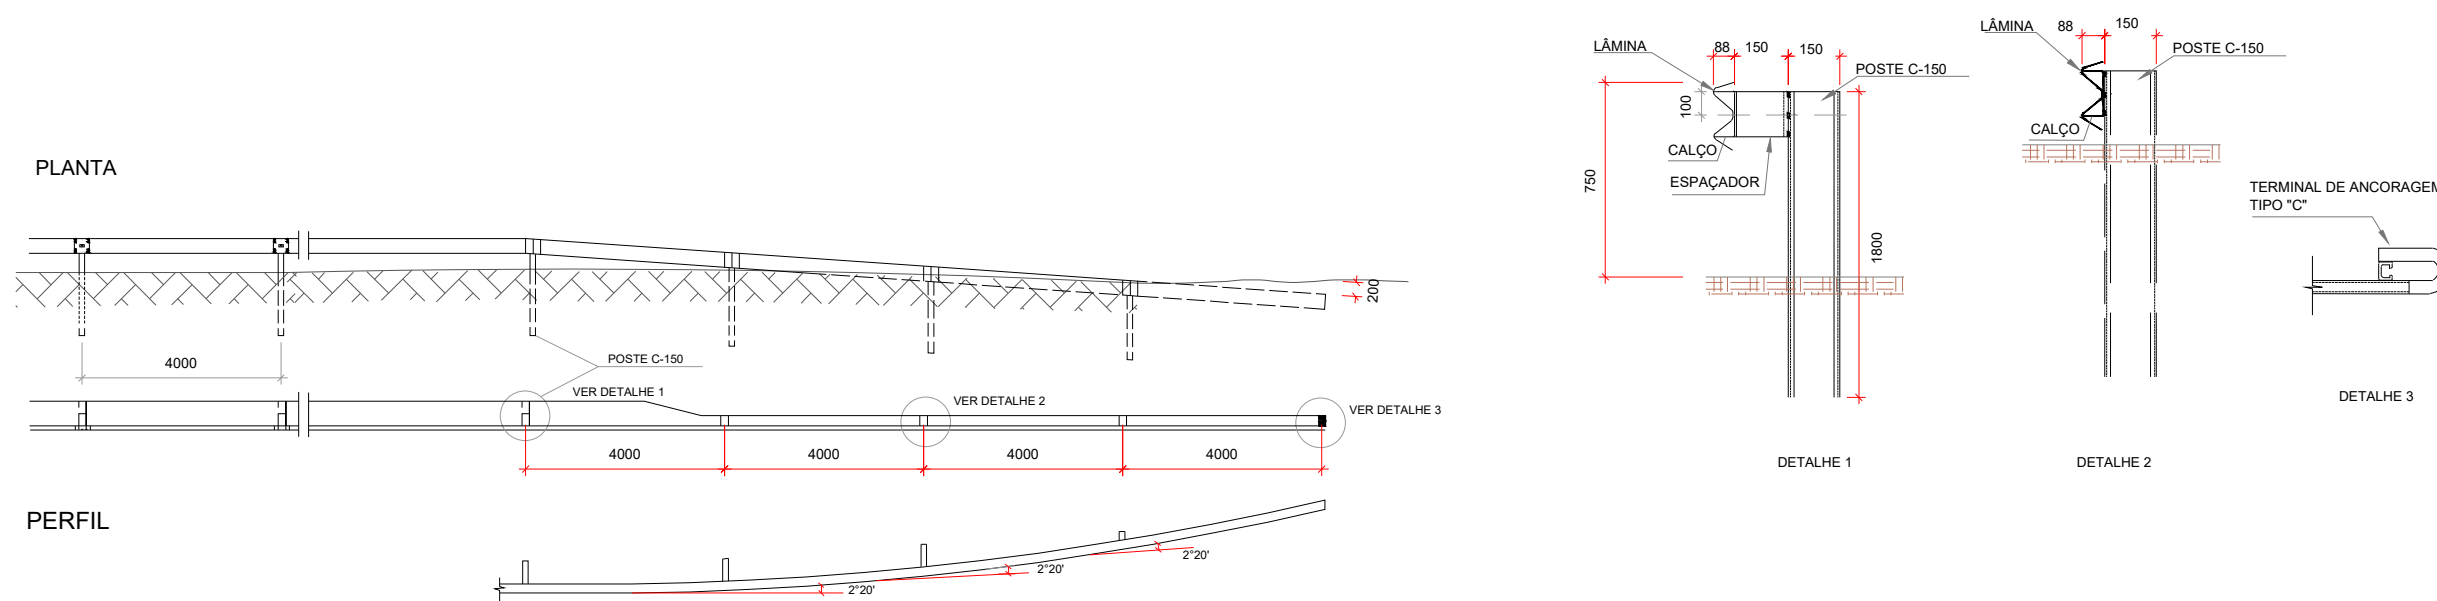 PLANTA
200
4000
POSTE C-150
VER DETALHE 1
VER DETALHE 2
VER DETALHE 3
4000
4000
4000
4000
PERFIL
2°20'
2°20'
2°20'
LÂMINA
88
150
150
POSTE C-150
100
CALÇO
ESPAÇADOR
750
1800
DETALHE 1
LÂMINA
88
150
POSTE C-150
CALÇO
DETALHE 2
TERMINAL DE ANCORAGEM
TIPO "C"
DETALHE 3